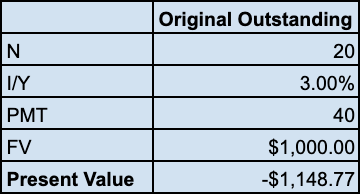 Original Outstanding
N 20
I/Y 3.00%
PMT 40
FV $1,000.00
Present Value -$1,148.77